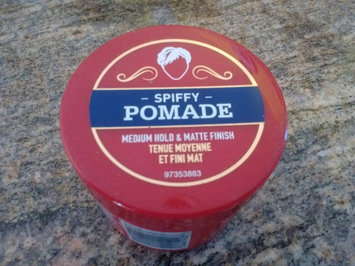 – SPIFFY –
POMADE
MEDIUM HOLD & MATTE FINISH
TENUE MOYENNE
ET FINI MAT
97353883